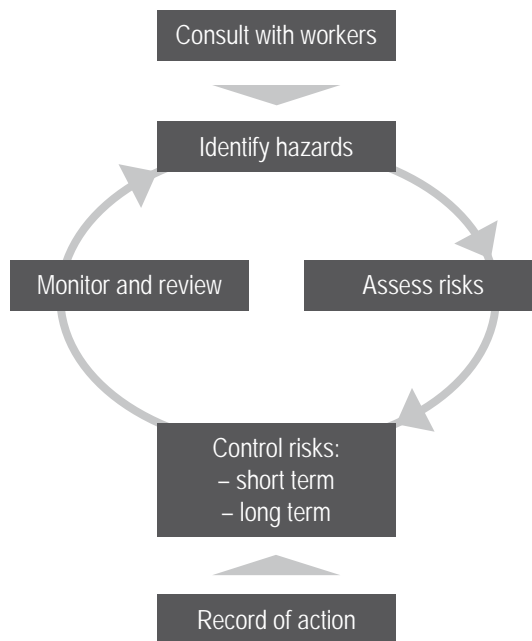 Consult with workers
Identify hazards
Monitor and review
Assess risks
Control risks:
– short term
– long term
Record of action